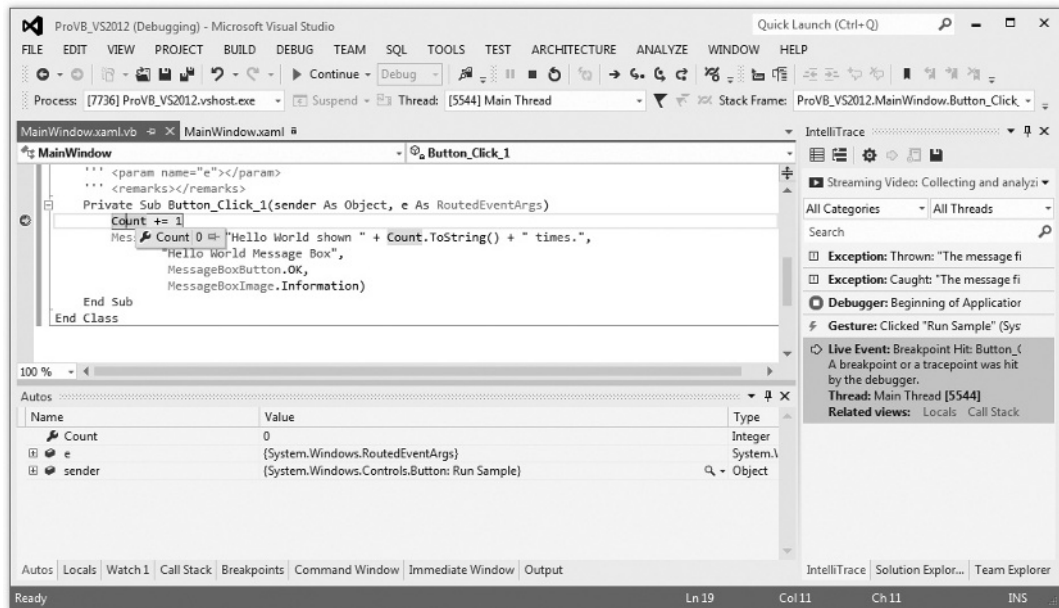 ProVB_VS2012 (Debugging) - Microsoft Visual Studio
Quick Launch (Ctrl+Q)
FILE EDIT VIEW PROJECT BUILD DEBUG TEAM SQL TOOLS TEST ARCHITECTURE ANALYZE WINDOW HELP
Continue Debug
Process: [7736] ProVB_VS2012.vshost.exe Suspend Thread: [5544] Main Thread Stack Frame: ProVB_VS2012.MainWindow.Button_Click_
MainWindow.xaml.vb MainWindow.xaml
MainWindow Button_Click_1
''' <param name="e"></param>
''' <remarks></remarks>
Private Sub Button_Click_1(sender As Object, e As RoutedEventArgs)
Count += 1
Mes Count 0 "Hello World shown " + Count.ToString() + " times.",
"Hello World Message Box",
MessageBoxButton.OK,
MessageBoxImage.Information)
End Sub
End Class
100 %
Autos
Name Value Type
Count 0 Integer
e {System.Windows.RoutedEventArgs} System.\
sender {System.Windows.Controls.Button: Run Sample} Object
Autos Locals Watch 1 Call Stack Breakpoints Command Window Immediate Window Output
IntelliTrace
Streaming Video: Collecting and analyzi
All Categories All Threads
Search
Exception: Thrown: "The message fi
Exception: Caught: "The message fi
Debugger: Beginning of Applicatior
Gesture: Clicked "Run Sample" (Sys
Live Event: Breakpoint Hit: Button_(
A breakpoint or a tracepoint was hit
by the debugger.
Thread: Main Thread [5544]
Related views: Locals Call Stack
IntelliTrace Solution Explor... Team Explorer
Ready Ln 19 Col 11 Ch 11 INS